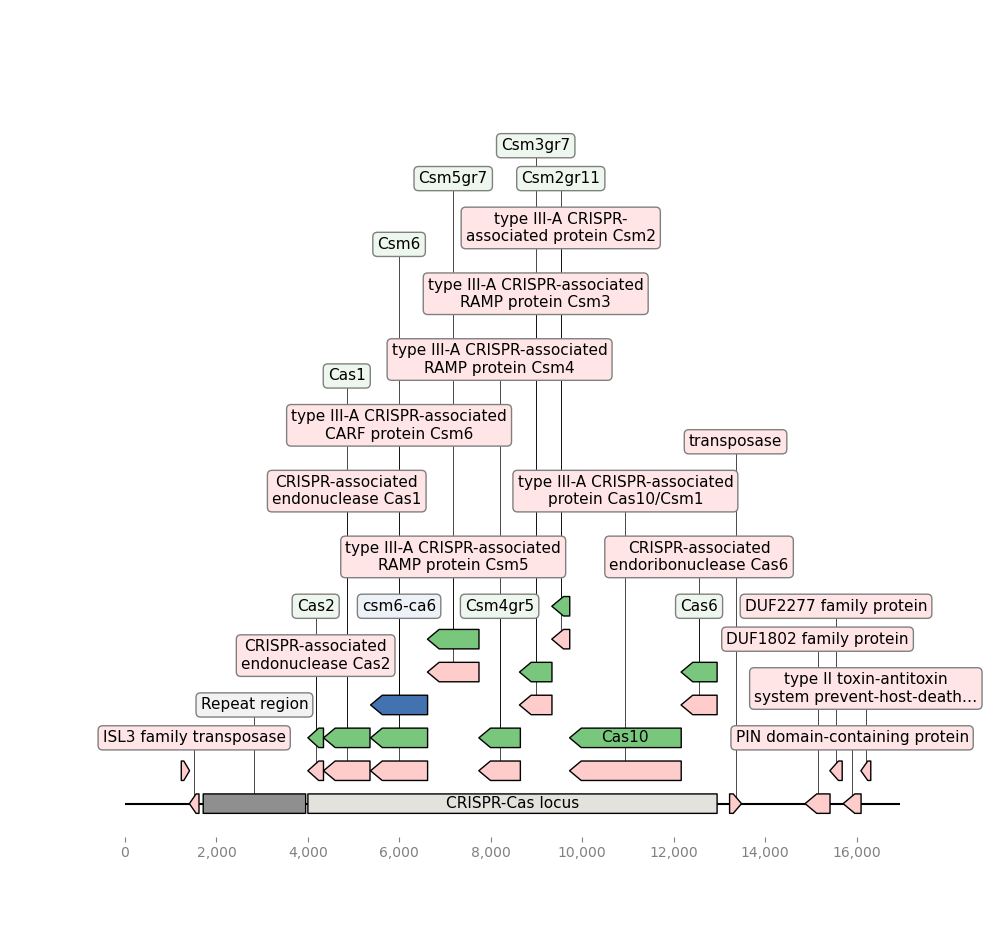 Csm3gr7
Csm5gr7
Csm2gr11
type III-A CRISPR-
associated protein Csm2
Csm6
type III-A CRISPR-associated
RAMP protein Csm3
type III-A CRISPR-associated
RAMP protein Csm4
Cas1
type III-A CRISPR-associated
CARF protein Csm6
transposase
CRISPR-associated
endonuclease Cas1
type III-A CRISPR-associated
protein Cas10/Csm1
type III-A CRISPR-associated
RAMP protein Csm5
CRISPR-associated
endoribonuclease Cas6
Cas2
csm6-ca6
Csm4gr5
Cas6
DUF2277 family protein
DUF1802 family protein
CRISPR-associated
endonuclease Cas2
type II toxin-antitoxin
system prevent-host-death…
Repeat region
ISL3 family transposase
Cas10
PIN domain-containing protein
CRISPR-Cas locus
0
2,000
4,000
6,000
8,000
10,000
12,000
14,000
16,000